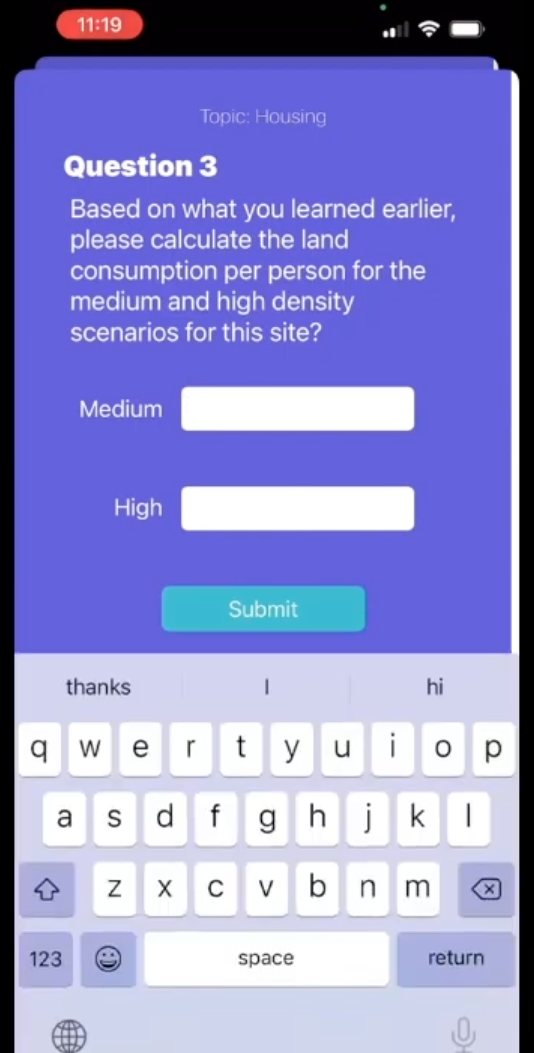 11:19
Topic: Housing
Question 3
Based on what you learned earlier,
please calculate the land
consumption per person for the
medium and high density
scenarios for this site?
Medium
High
Submit
thanks I hi
q w e r t y u i o p
a s d f g h j k l
z x c v b n m
123 space return